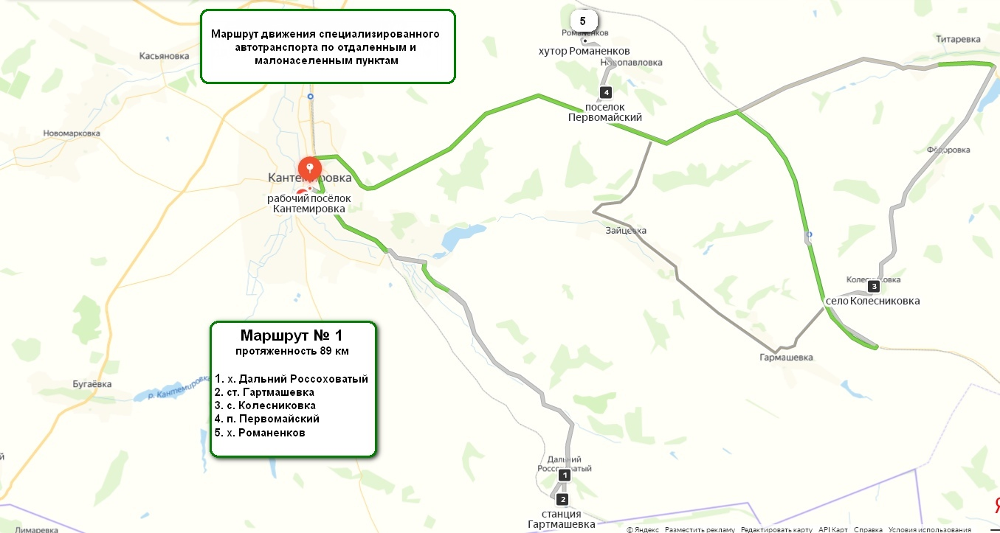 Маршрут движения специализированного
автотранспорта по отдаленным и
малонаселенным пунктам
5
Романенков
хутор Романенков
Новопавловка
4
поселок
Первомайский
Титаревка
Касьяновка
Новомарковка
Кантемировка
рабочий посёлок
Кантемировка
Фёдоровка
Зайцевка
Колесниковка
3
село Колесниковка
Гармашевка
Маршрут № 1
протяженность 89 км
1. х. Дальний Россоховатый
2. ст. Гартмашевка
3. с. Колесниковка
4. п. Первомайский
5. х. Романенков
Бугаёвка
р. Кантемировка
й
Дальний
Россоховатый
1
2
станция
Гартмашевка
Лимаревка
Я
© Яндекс Разместить рекламу Редактировать карту API Карт Справка Условия использования